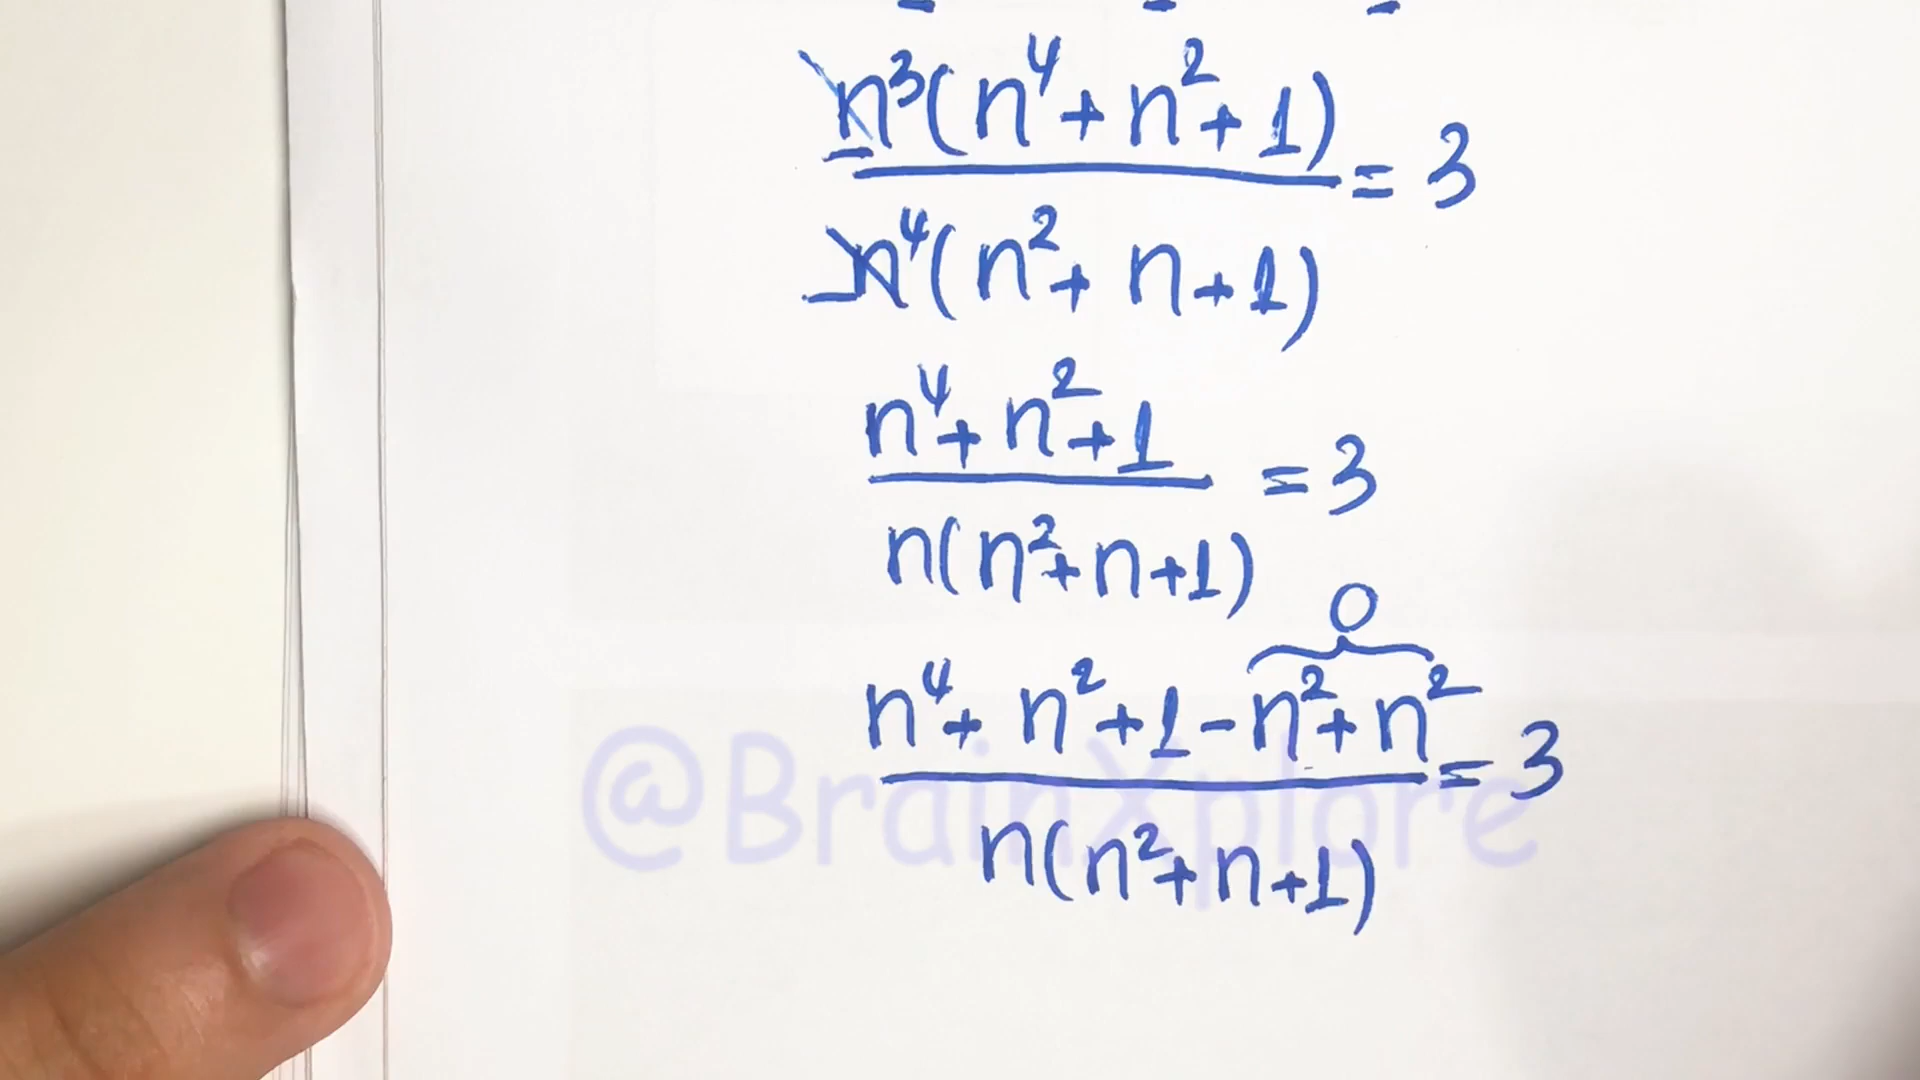 n³(n⁴+n²+1)
= 3
n⁴(n²+n+1)
n⁴+n²+1
= 3
n(n²+n+1)
0
n⁴+n²+1-n²+n²
= 3
n(n²+n+1)
@BrainXplore